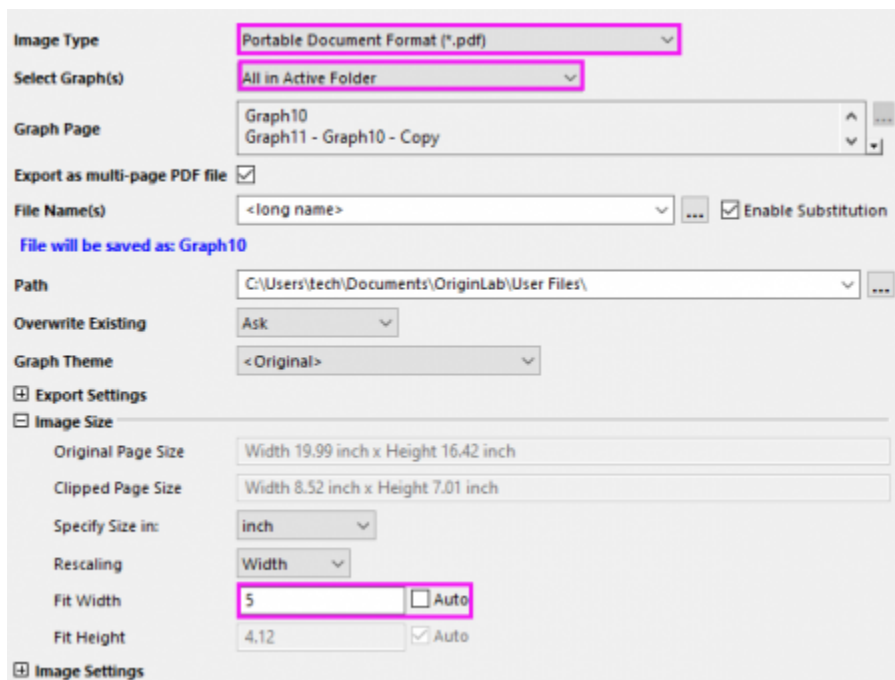 Image Type Portable Document Format (*.pdf)
Select Graph(s) All in Active Folder
Graph Page Graph10
Graph11 - Graph10 - Copy
Export as multi-page PDF file
File Name(s) <long name> ... Enable Substitution
File will be saved as: Graph10
Path C:\Users\tech\Documents\OriginLab\User Files\ ...
Overwrite Existing Ask
Graph Theme <Original>
Export Settings
Image Size
Original Page Size Width 19.99 inch x Height 16.42 inch
Clipped Page Size Width 8.52 inch x Height 7.01 inch
Specify Size in: inch
Rescaling Width
Fit Width 5 Auto
Fit Height 4.12 Auto
Image Settings